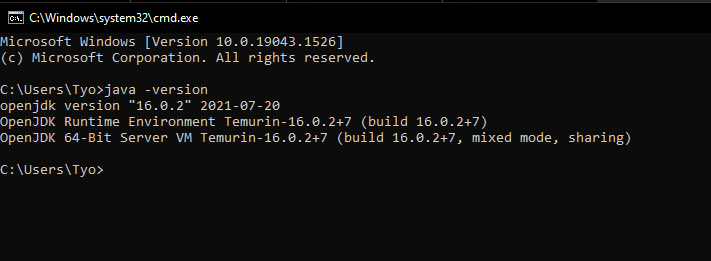 C:\Windows\system32\cmd.exe
Microsoft Windows [Version 10.0.19043.1526]
(c) Microsoft Corporation. All rights reserved.
C:\Users\Tyo>java -version
openjdk version "16.0.2" 2021-07-20
OpenJDK Runtime Environment Temurin-16.0.2+7 (build 16.0.2+7)
OpenJDK 64-Bit Server VM Temurin-16.0.2+7 (build 16.0.2+7, mixed mode, sharing)
C:\Users\Tyo>